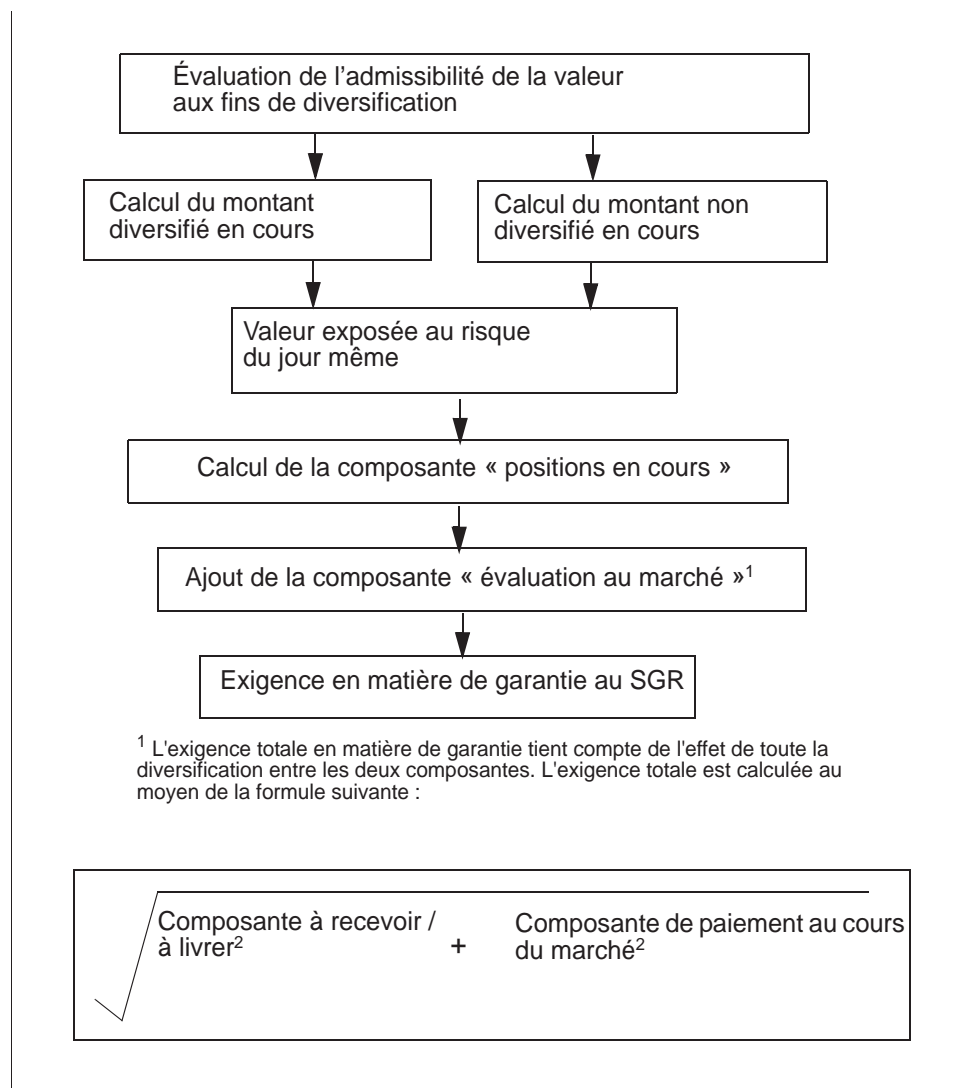 Évaluation de l’admissibilité de la valeur
aux fins de diversification
Calcul du montant
diversifié en cours
Calcul du montant non
diversifié en cours
Valeur exposée au risque
du jour même
Calcul de la composante « positions en cours »
Ajout de la composante « évaluation au marché »1
Exigence en matière de garantie au SGR
1 L'exigence totale en matière de garantie tient compte de l'effet de toute la
diversification entre les deux composantes. L'exigence totale est calculée au
moyen de la formule suivante :
Composante à recevoir /
à livrer2
+
Composante de paiement au cours
du marché2